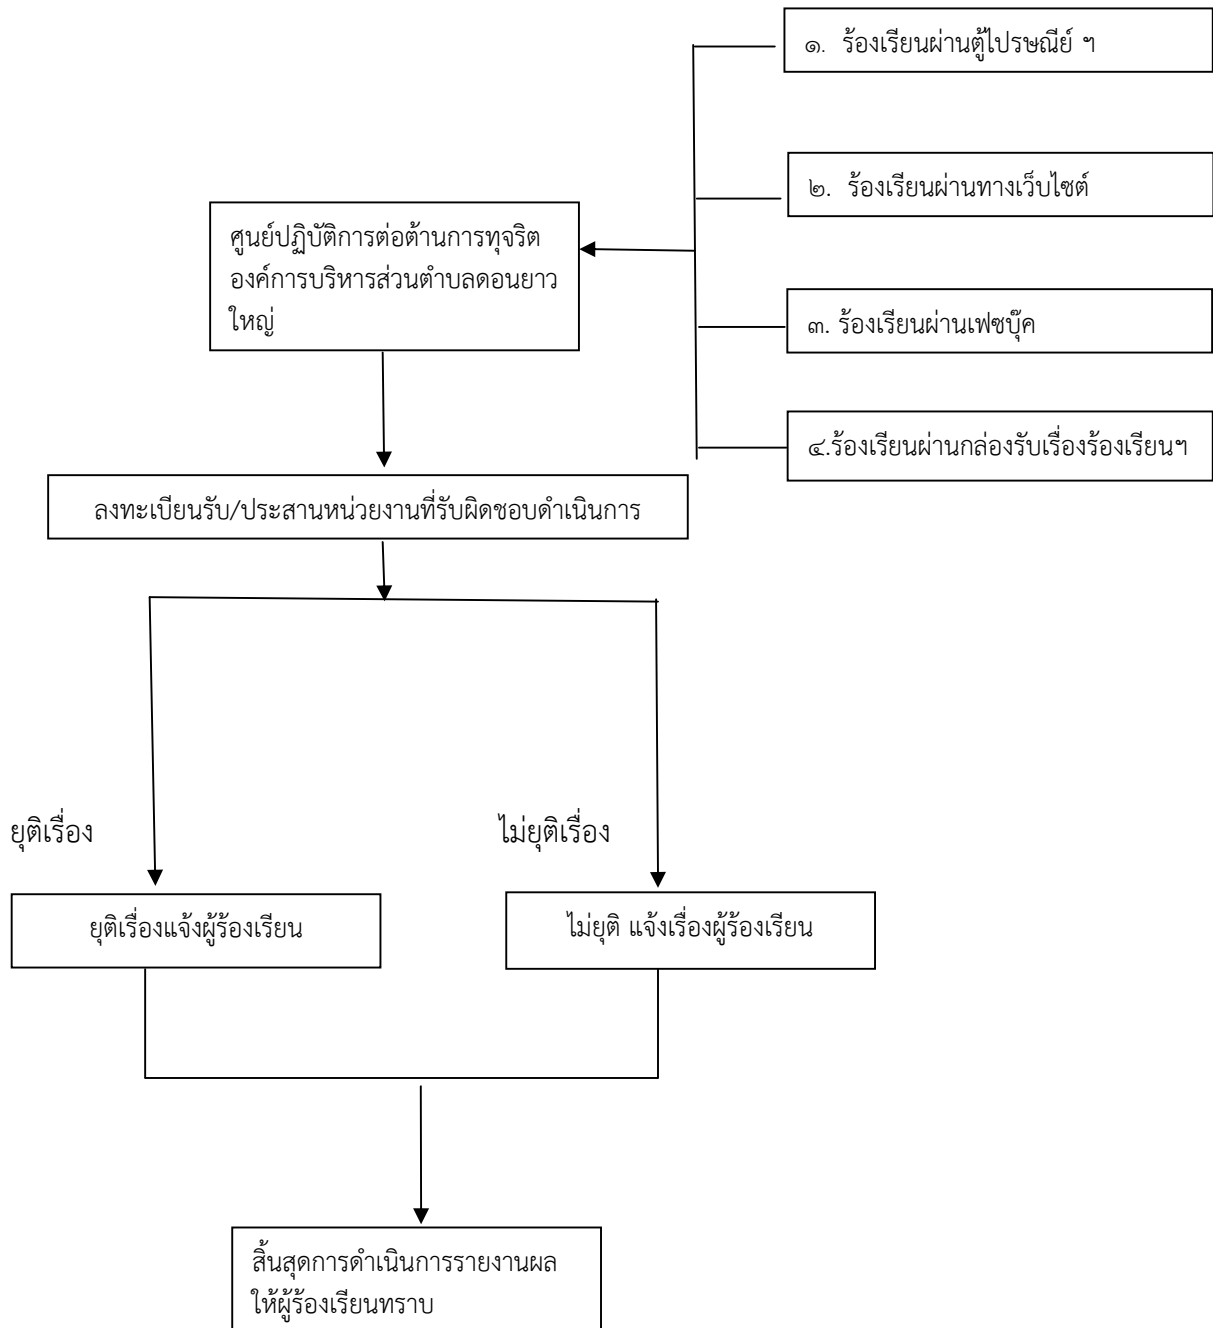 ๑. ร้องเรียนผ่านตู้ไปรษณีย์ ฯ
๒. ร้องเรียนผ่านทางเว็บไซต์
ศูนย์ปฏิบัติการต่อต้านการทุจริต
องค์การบริหารส่วนตำบลดอนยาว
ใหญ่
๓. ร้องเรียนผ่านเฟซบุ๊ค
๔.ร้องเรียนผ่านกล่องรับเรื่องร้องเรียนฯ
ลงทะเบียนรับ/ประสานหน่วยงานที่รับผิดชอบดำเนินการ
ยุติเรื่อง
ไม่ยุติเรื่อง
ยุติเรื่องแจ้งผู้ร้องเรียน
ไม่ยุติ แจ้งเรื่องผู้ร้องเรียน
สิ้นสุดการดำเนินการรายงานผล
ให้ผู้ร้องเรียนทราบ